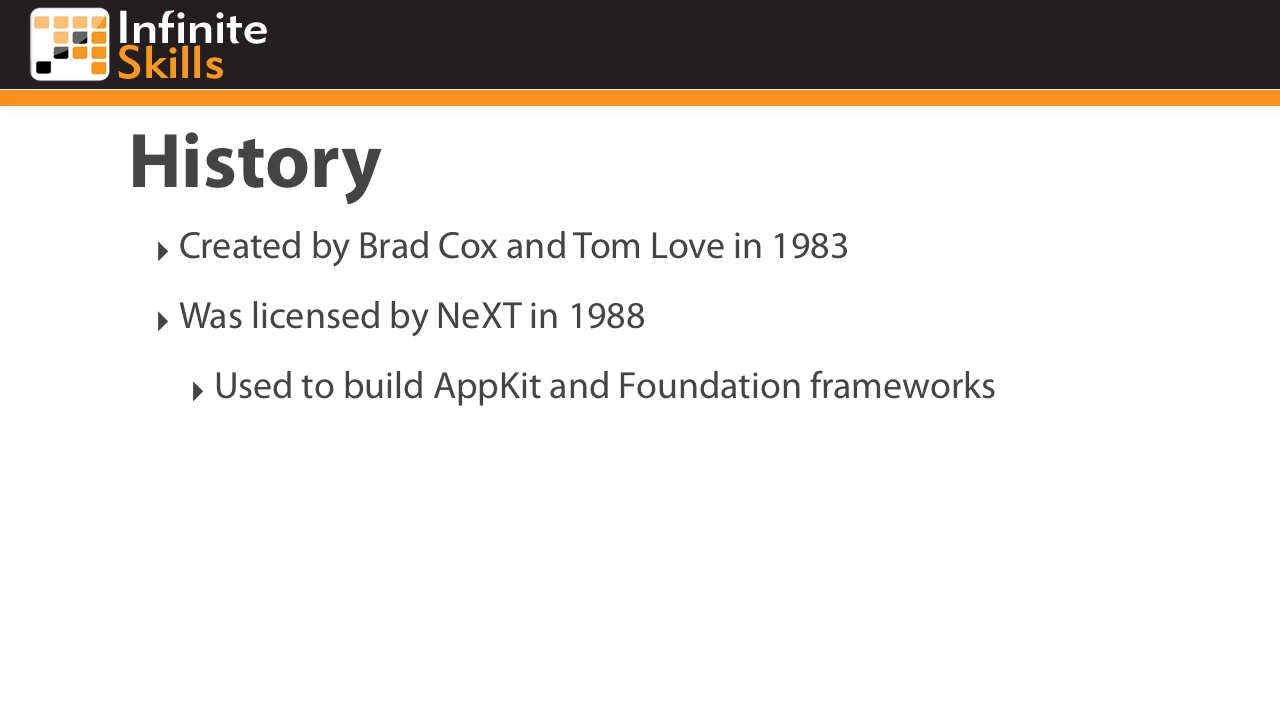 Infinite
Skills
History
Created by Brad Cox and Tom Love in 1983
Was licensed by NeXT in 1988
Used to build AppKit and Foundation frameworks